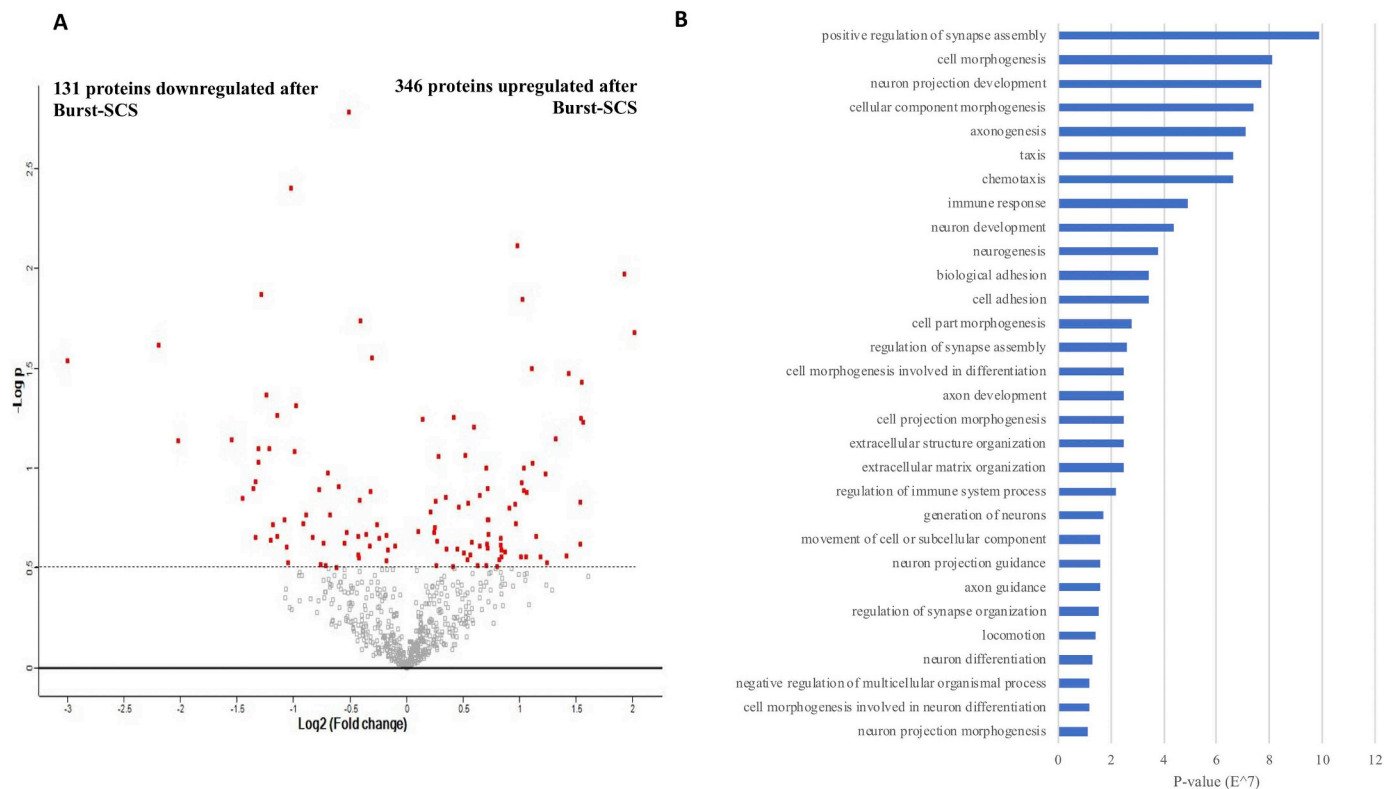 A
131 proteins downregulated after
Burst-SCS
346 proteins upregulated after
Burst-SCS
-Log p
2.5
2
1.5
1
0.5
0
-3
-2.5
-2
-1.5
-1
-0.5
0
0.5
1
1.5
2
Log2 (Fold change)
B
positive regulation of synapse assembly
cell morphogenesis
neuron projection development
cellular component morphogenesis
axonogenesis
taxis
chemotaxis
immune response
neuron development
neurogenesis
biological adhesion
cell adhesion
cell part morphogenesis
regulation of synapse assembly
cell morphogenesis involved in differentiation
axon development
cell projection morphogenesis
extracellular structure organization
extracellular matrix organization
regulation of immune system process
generation of neurons
movement of cell or subcellular component
neuron projection guidance
axon guidance
regulation of synapse organization
locomotion
neuron differentiation
negative regulation of multicellular organismal process
cell morphogenesis involved in neuron differentiation
neuron projection morphogenesis
0 2 4 6 8 10 12
P-value (E^7)